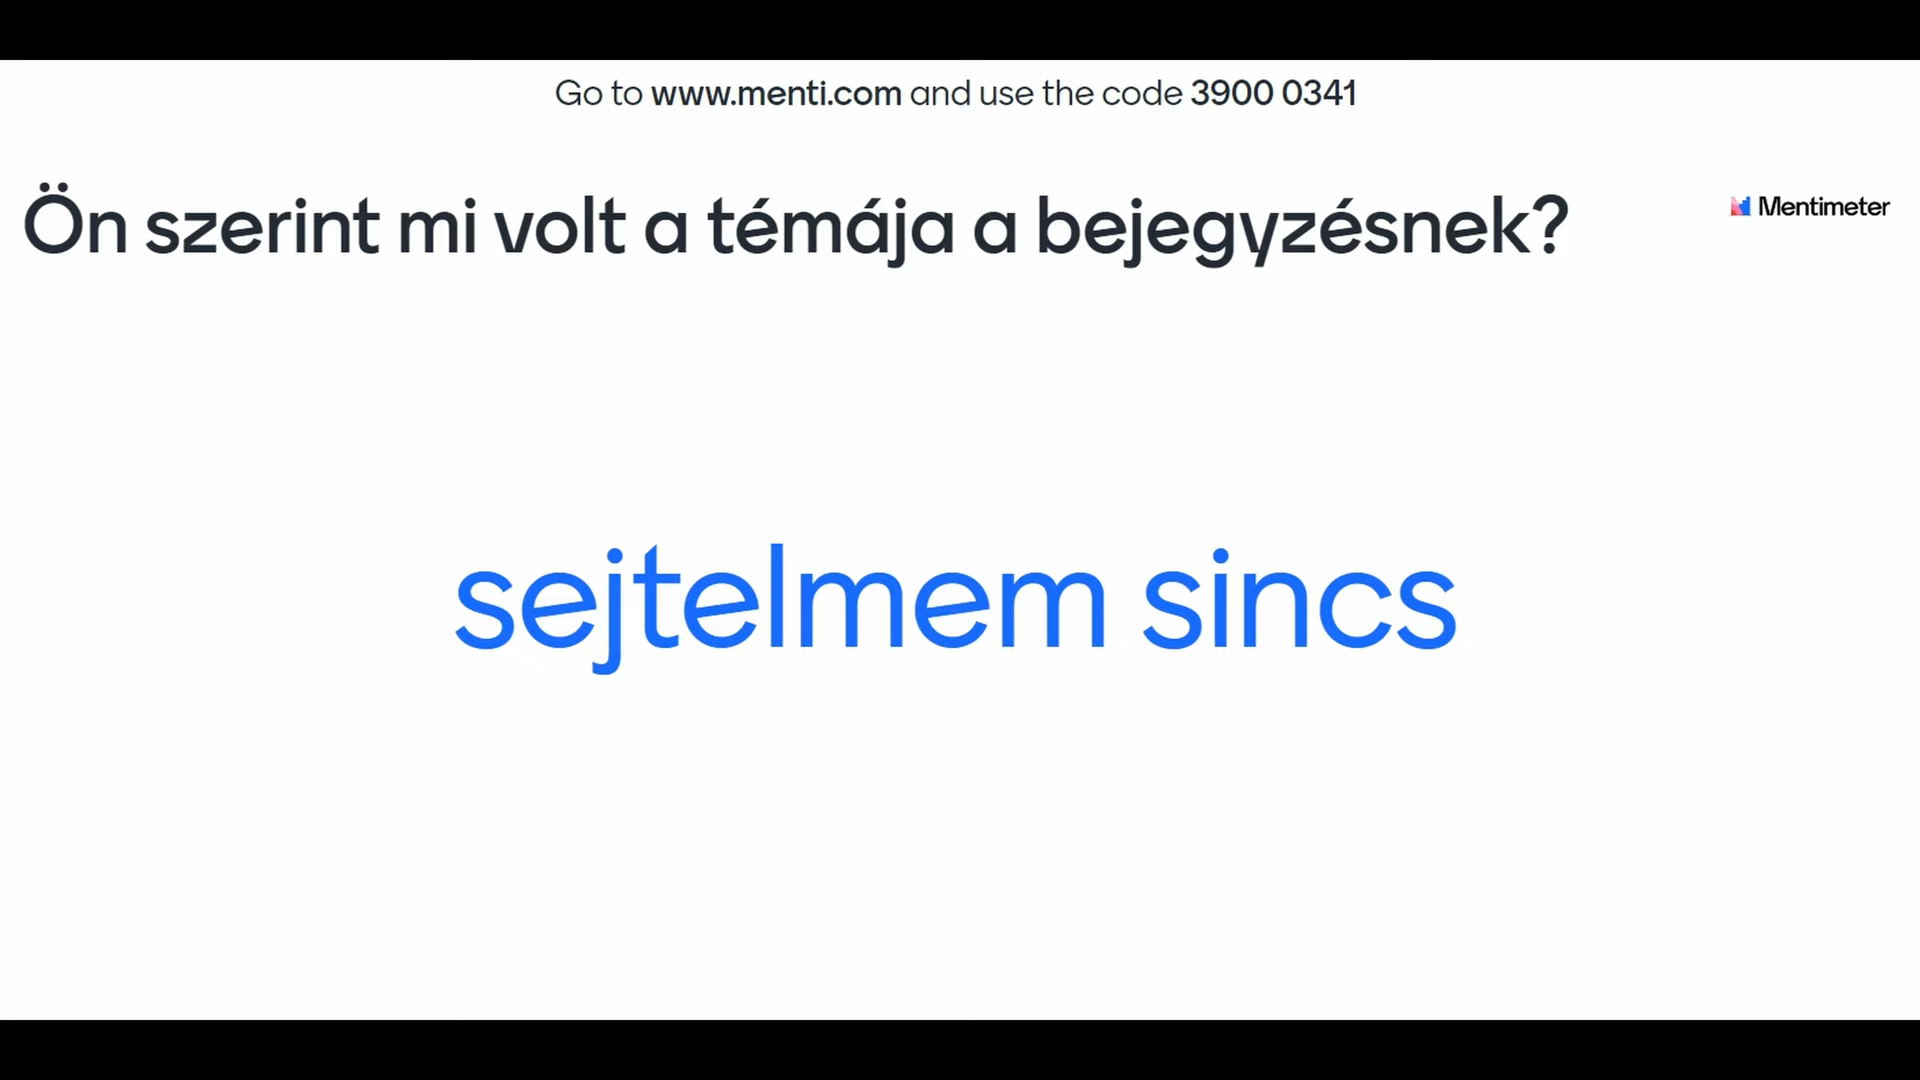 Go to www.menti.com and use the code 3900 0341
Ön szerint mi volt a témája a bejegyzésnek?
Mentimeter
sejtelmem sincs